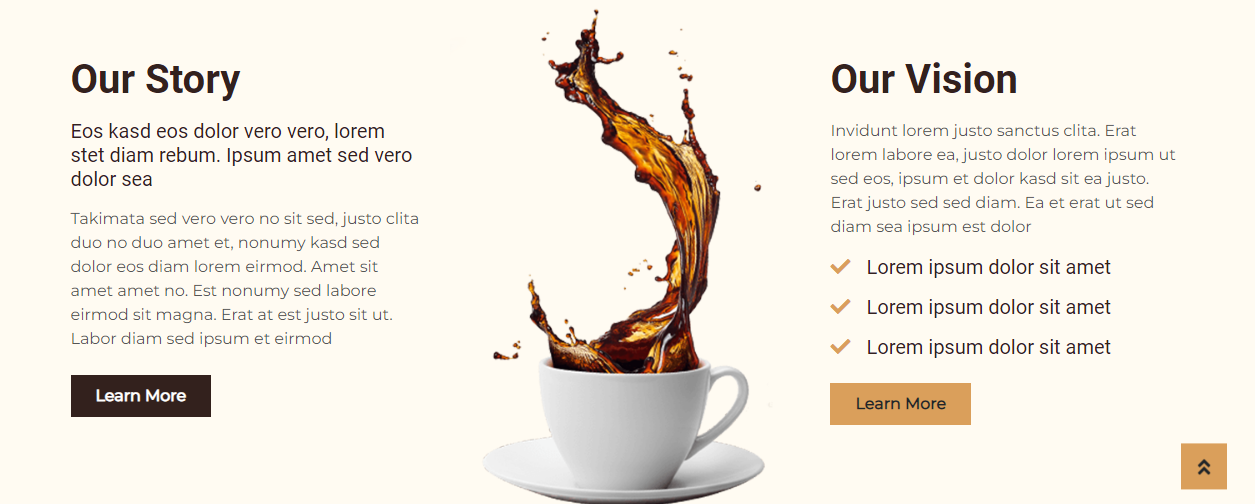 Our Story
Eos kasd eos dolor vero vero, lorem
stet diam rebum. Ipsum amet sed vero
dolor sea
Takimata sed vero vero no sit sed, justo clita
duo no duo amet et, nonumy kasd sed
dolor eos diam lorem eirmod. Amet sit
amet amet no. Est nonumy sed labore
eirmod sit magna. Erat at est justo sit ut.
Labor diam sed ipsum et eirmod
Learn More
Our Vision
Invidunt lorem justo sanctus clita. Erat
lorem labore ea, justo dolor lorem ipsum ut
sed eos, ipsum et dolor kasd sit ea justo.
Erat justo sed sed diam. Ea et erat ut sed
diam sea ipsum est dolor
Lorem ipsum dolor sit amet
Lorem ipsum dolor sit amet
Lorem ipsum dolor sit amet
Learn More